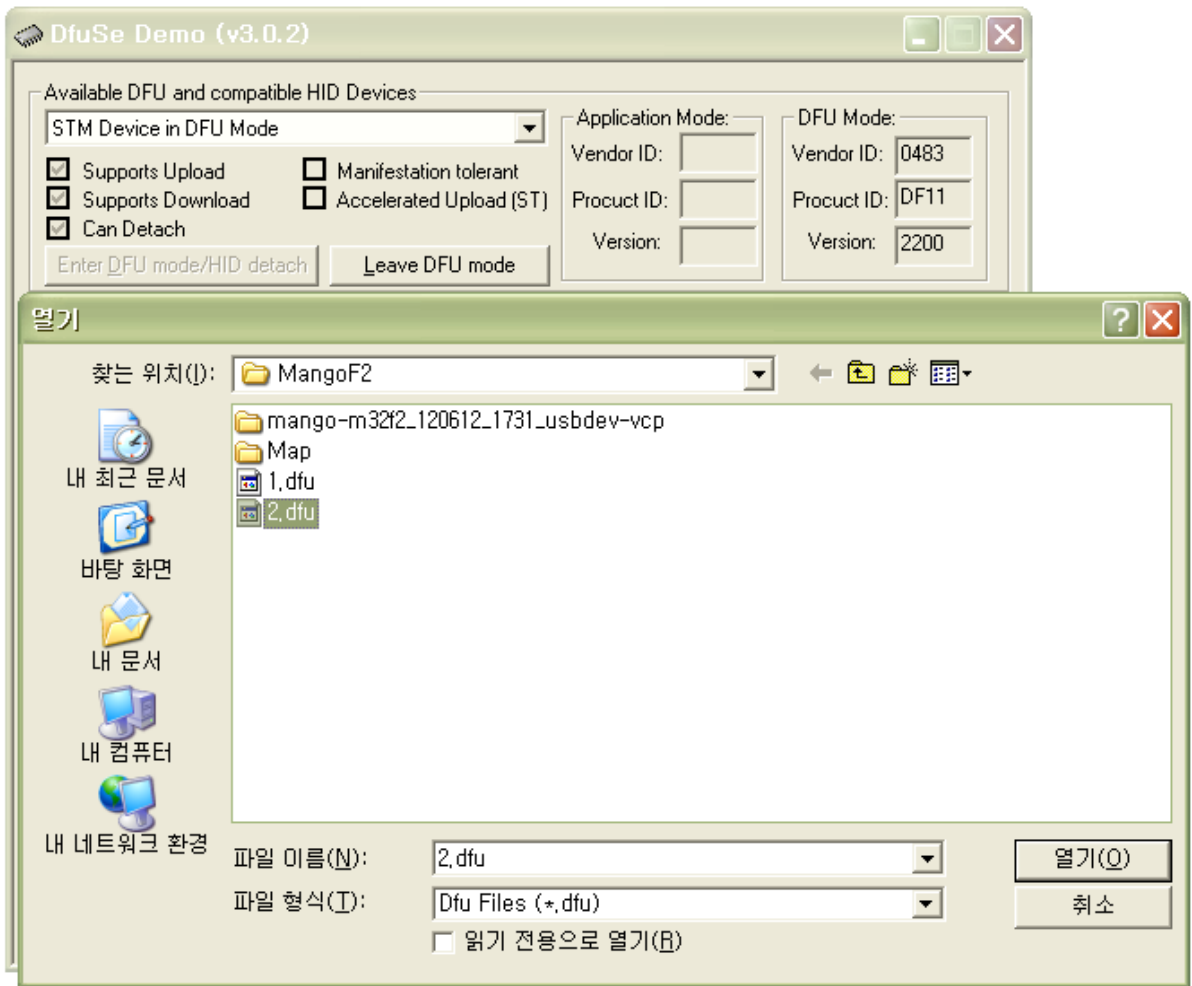 DfuSe Demo (v3.0.2)
Available DFU and compatible HID Devices
STM Device in DFU Mode
Supports Upload
Manifestation tolerant
Supports Download
Accelerated Upload (ST)
Can Detach
Enter DFU mode/HID detach
Leave DFU mode
Application Mode:
Vendor ID:
Procuct ID:
Version:
DFU Mode:
Vendor ID: 0483
Procuct ID: DF11
Version: 2200
열기
찾는 위치(I): MangoF2
내 최근 문서
바탕 화면
내 문서
내 컴퓨터
내 네트워크 환경
mango-m32f2_120612_1731_usbdev-vcp
Map
1.dfu
2.dfu
파일 이름(N): 2.dfu
열기(O)
파일 형식(T): Dfu Files (*.dfu)
취소
읽기 전용으로 열기(R)